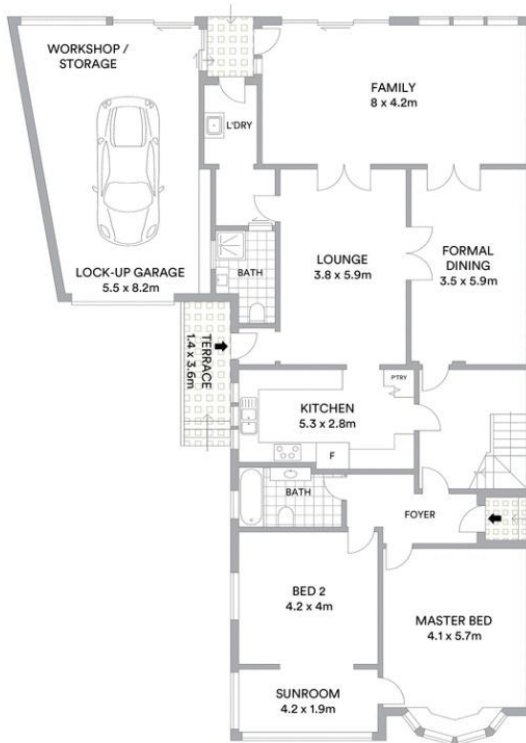 WORKSHOP /
STORAGE
FAMILY
8 x 4.2m
L'DRY
LOCK-UP GARAGE
5.5 x 8.2m
BATH
LOUNGE
3.8 x 5.9m
FORMAL
DINING
3.5 x 5.9m
TERRACE
1.4 x 3.6m
P'TRY
KITCHEN
5.3 x 2.8m
F
BATH
FOYER
BED 2
4.2 x 4m
MASTER BED
4.1 x 5.7m
SUNROOM
4.2 x 1.9m